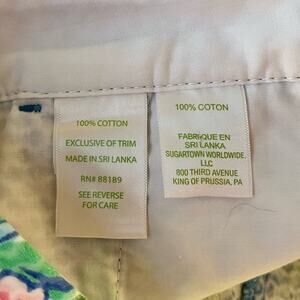 100% COTTON
EXCLUSIVE OF TRIM
MADE IN SRI LANKA
RN# 88189
SEE REVERSE
FOR CARE
100% COTON
FABRIQUE EN
SRI LANKA
SUGARTOWN WORLDWIDE,
LLC
800 THIRD AVENUE
KING OF PRUSSIA, PA